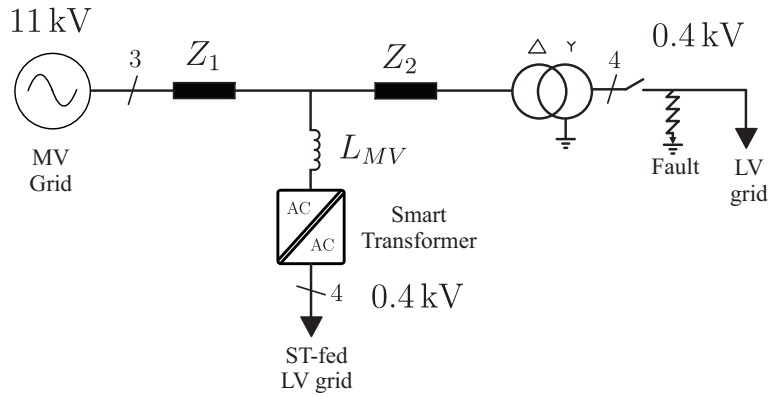 11 kV
3
Z1
Z2
4
0.4 kV
MV
Grid
LMV
AC
AC
Smart
Transformer
Fault
LV
grid
4
0.4 kV
ST-fed
LV grid